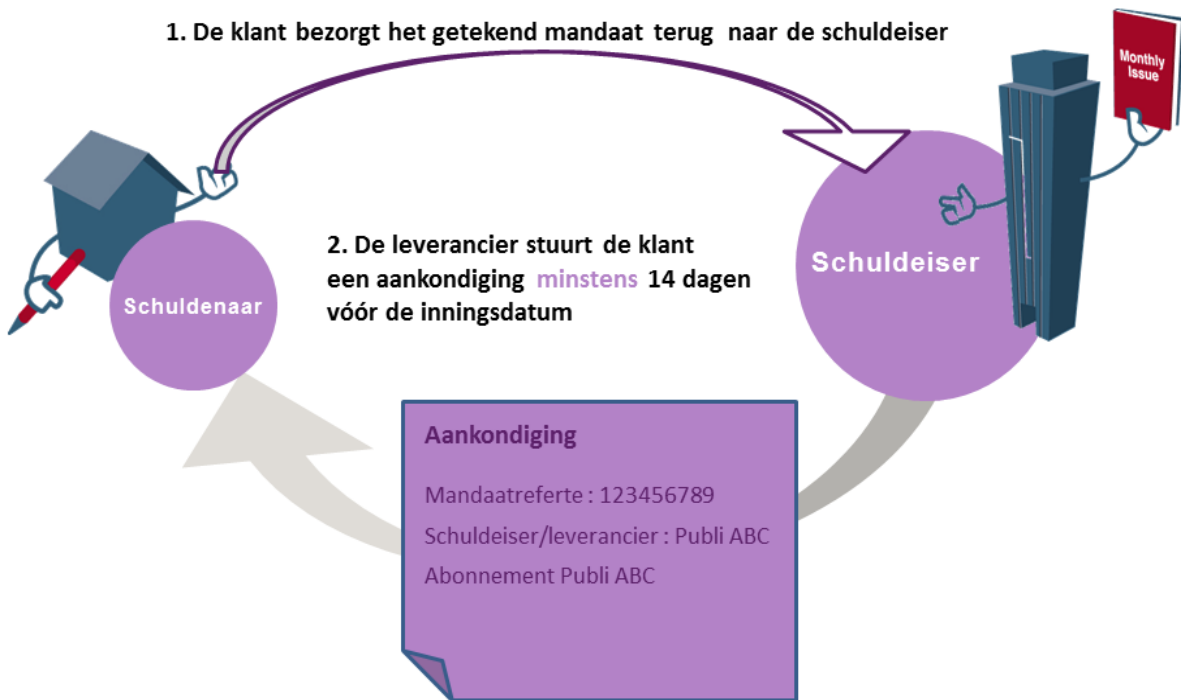 1. De klant bezorgt het getekend mandaat terug naar de schuldeiser
Monthly
Issue
Schuldeiser
2. De leverancier stuurt de klant
een aankondiging minstens 14 dagen
vóór de inningsdatum
Schuldenaar
Aankondiging
Mandaatreferte : 123456789
Schuldeiser/leverancier : Publi ABC
Abonnement Publi ABC